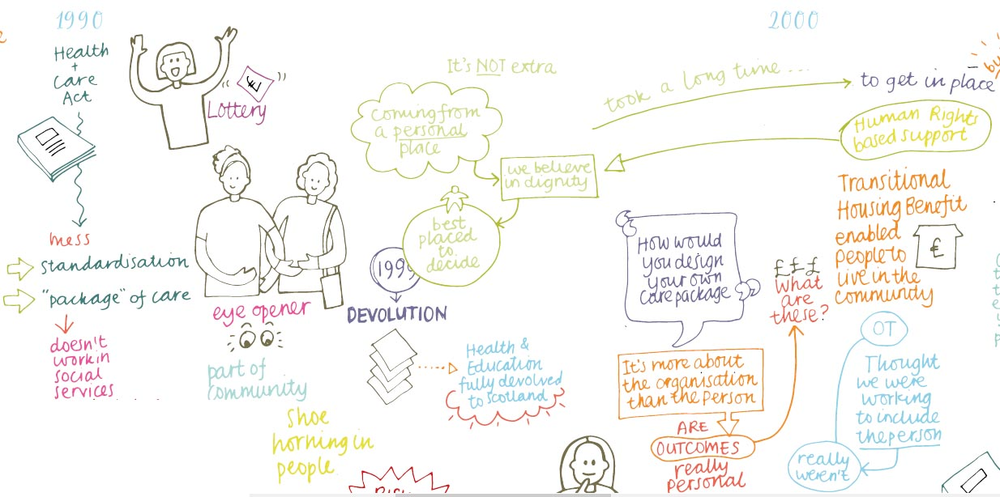 1990
Health
+
Care
Act
mess
standardisation
"package" of care
doesn't
work in
social
services
£
Lottery
eye opener
part of
community
Shoe
horning in
people
It's NOT extra
Coming from
a personal
place
we believe
in dignity
best
placed
to
decide
1999
DEVOLUTION
Health &
Education
fully devolved
to Scotland
took a long time...
to get in place
2000
Human Rights
based support
How would
you design
your own
care package
It's more about
the organisation
than the person
ARE
OUTCOMES
really
personal
£££
what
are
these?
Transitional
Housing Benefit
enabled
people to
live in the
community
£
OT
Thought
we were
working
to include
the person
really
weren't